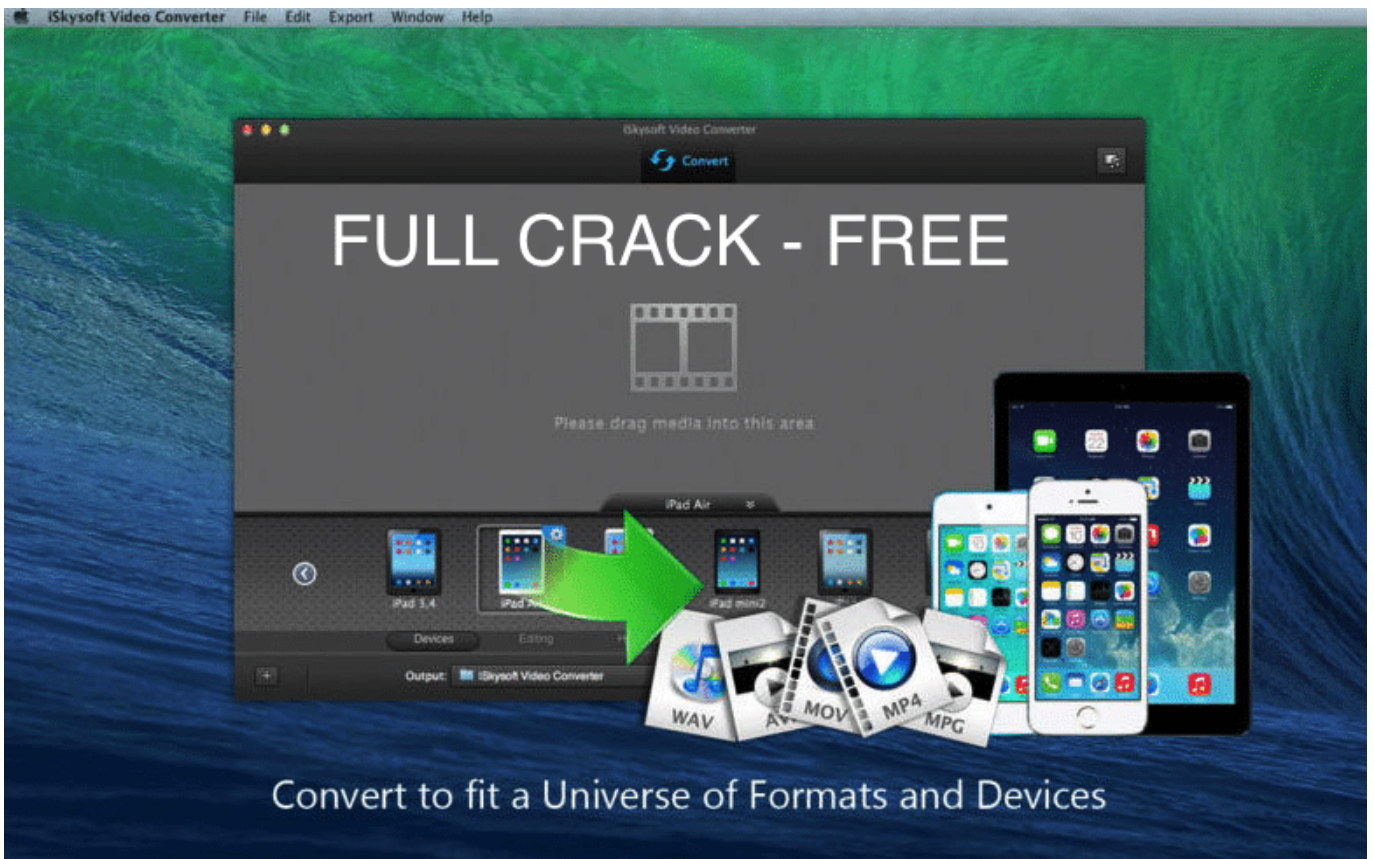 iSkysoft Video Converter File Edit Export Window Help
iSkysoft Video Converter
Convert
FULL CRACK - FREE
Please drag media into this area
iPad Air
iPad 3,4
iPad mini2
Devices Editing
Output: iSkysoft Video Converter
WAV MOV MP4 MPG
Convert to fit a Universe of Formats and Devices